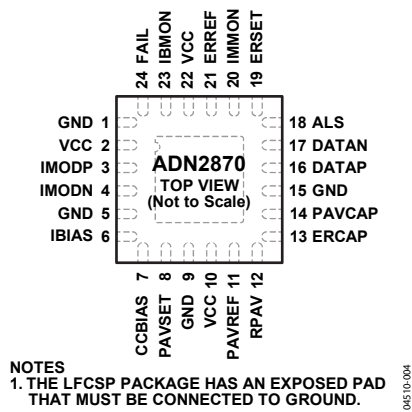 24 FAIL
23 IBMON
22 VCC
21 ERREF
20 IMMON
19 ERSET
GND 1
VCC 2
IMODP 3
IMODN 4
GND 5
IBIAS 6
ADN2870
TOP VIEW
(Not to Scale)
18 ALS
17 DATAN
16 DATAP
15 GND
14 PAVCAP
13 ERCAP
CCBIAS 7
PAVSET 8
GND 9
VCC 10
PAVREF 11
RPAV 12
NOTES
1. THE LFCSP PACKAGE HAS AN EXPOSED PAD
THAT MUST BE CONNECTED TO GROUND.
04510-004